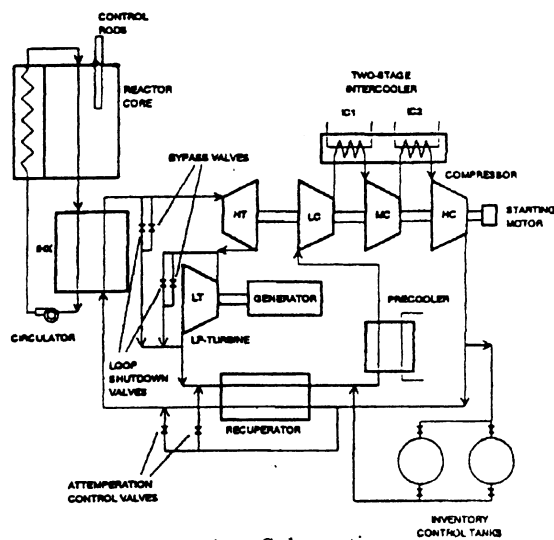 CONTROL
RODS
REACTOR
CORE
TWO-STAGE
INTERCOOLER
IC1
IC2
BYPASS VALVES
COMPRESSOR
HT
LC
MC
HC
STARTING
MOTOR
IHX
LT
GENERATOR
PRECOOLER
CIRCULATOR
LP-TURBINE
LOOP
SHUTDOWN
VALVES
RECUPERATOR
ATTEMPERATION
CONTROL VALVES
INVENTORY
CONTROL TANKS